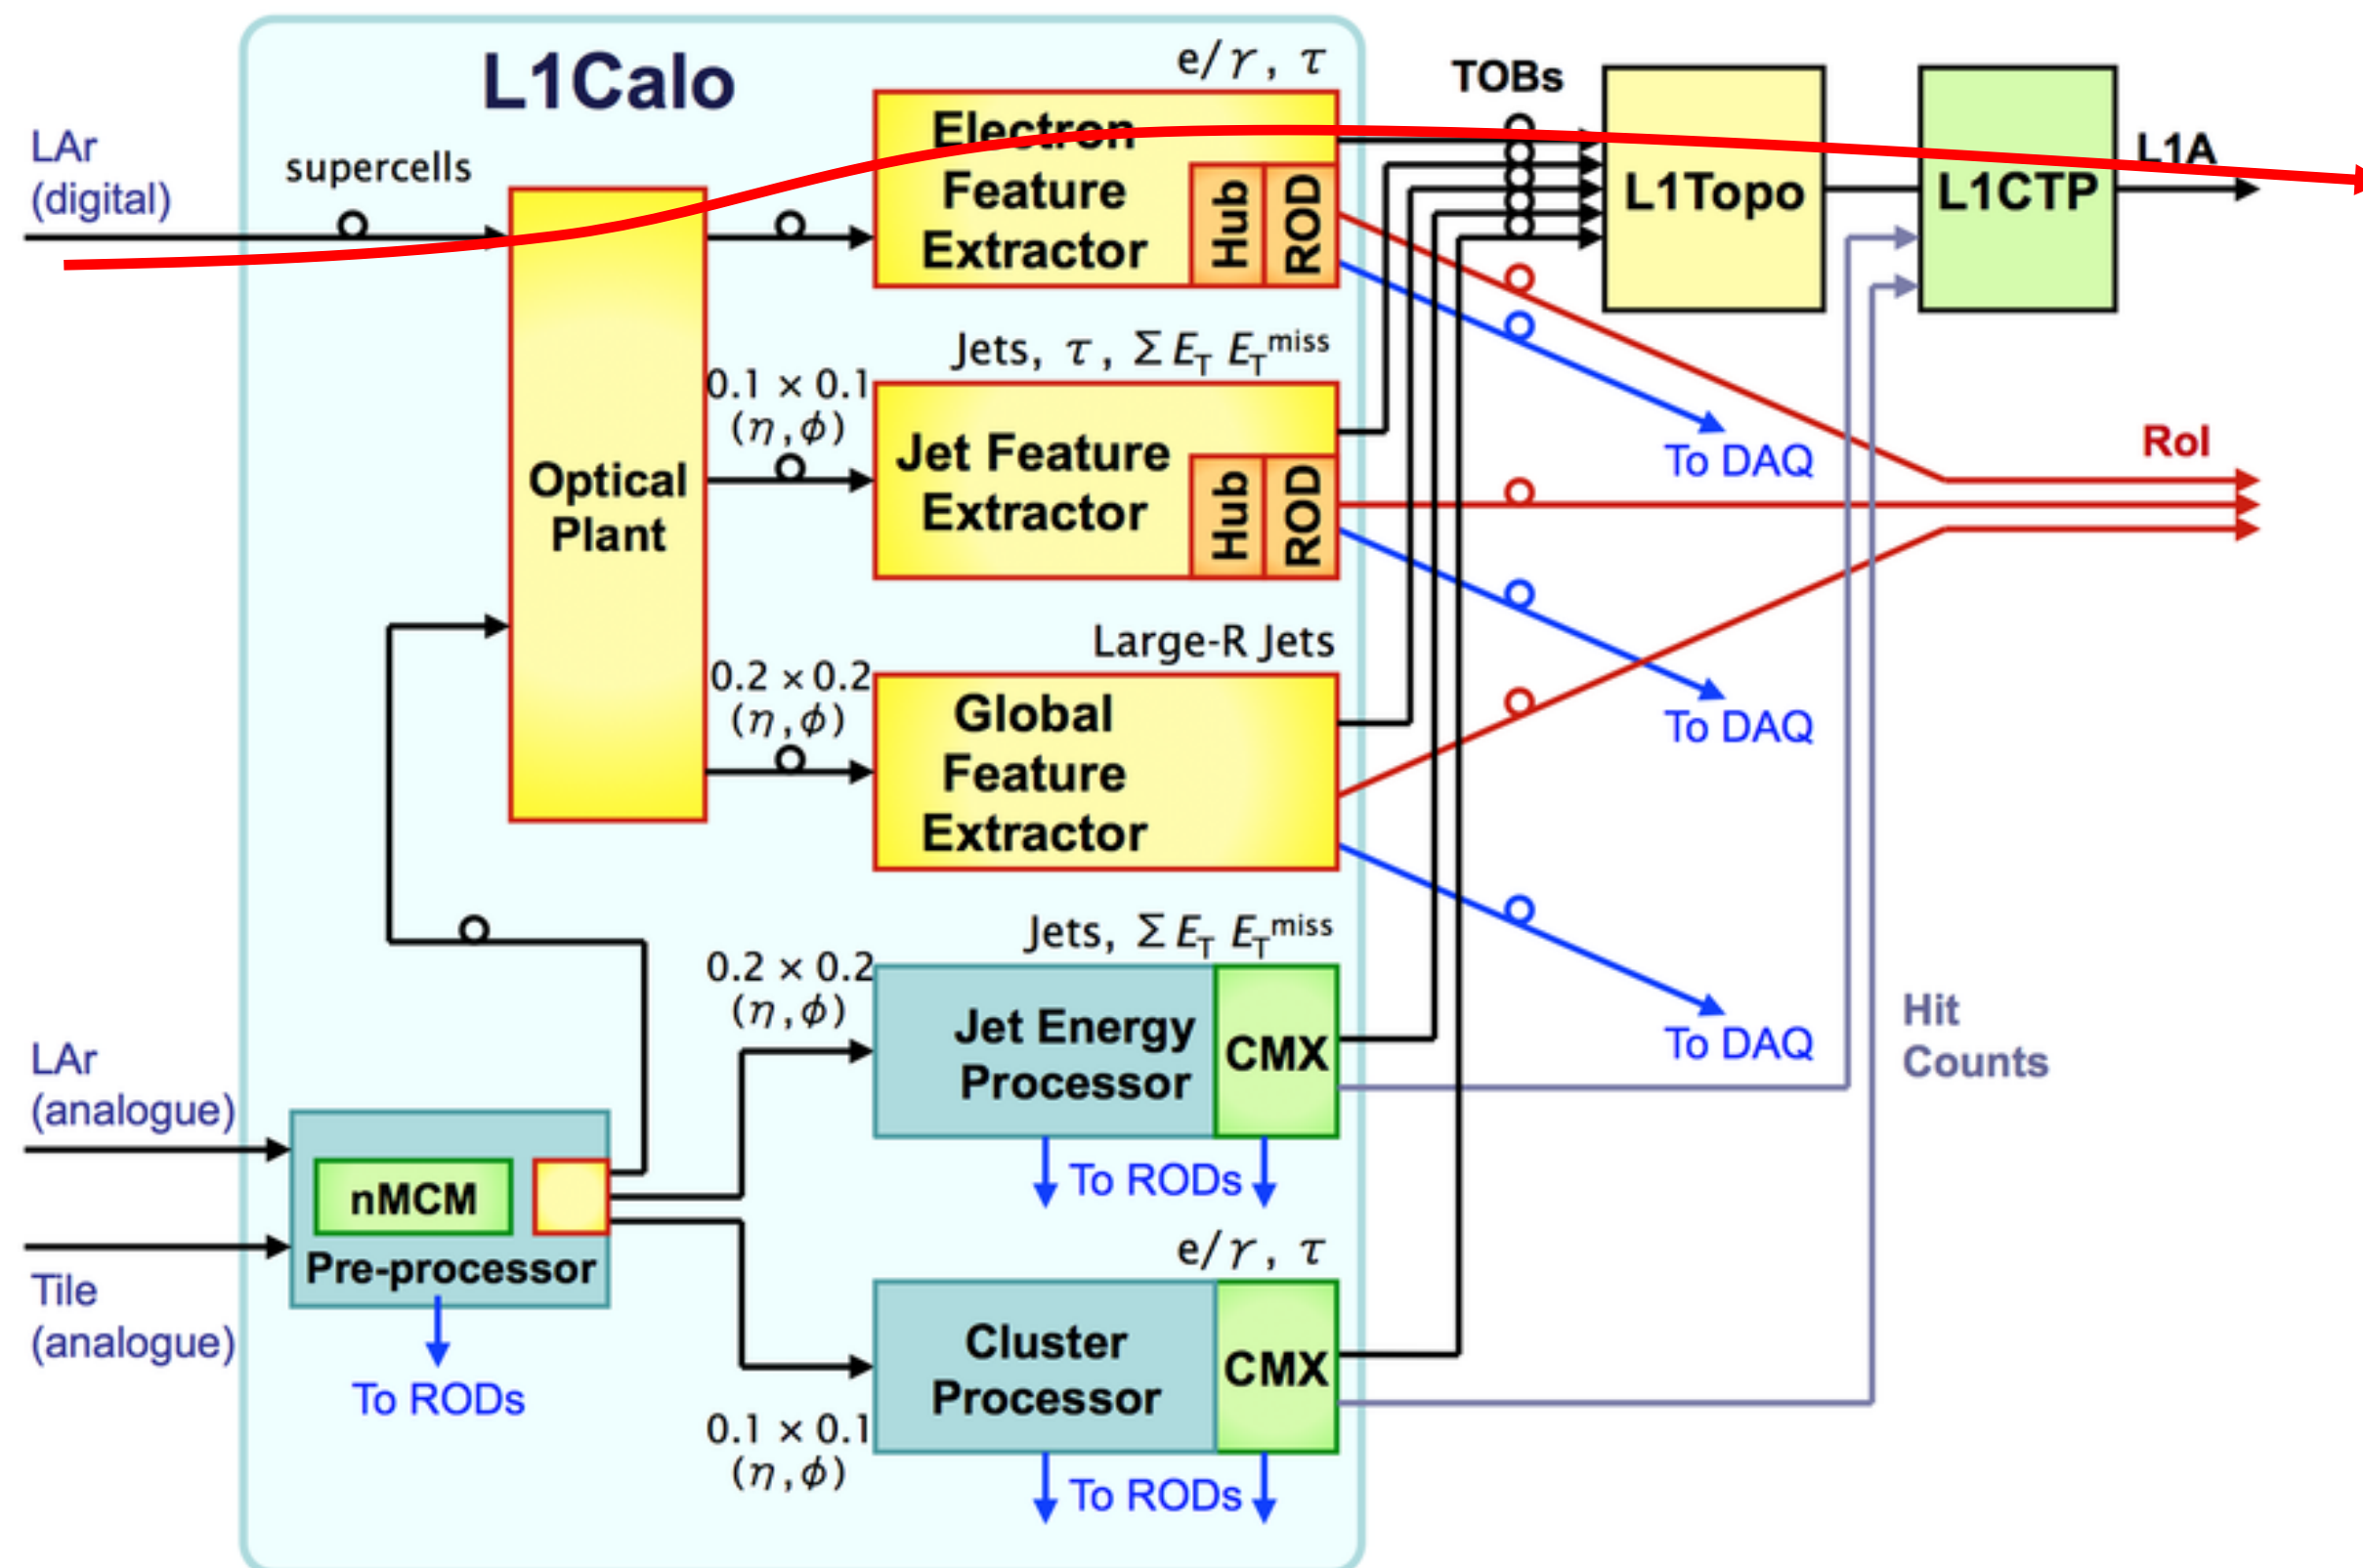 L1Calo
LAr
(digital)
supercells
e/γ, τ
Electron
Feature
Extractor
Hub
ROD
TOBs
L1Topo
L1CTP
L1A
Optical
Plant
0.1 × 0.1
(η,φ)
Jets, τ, Σ E_T E_T^miss
Jet Feature
Extractor
Hub
ROD
To DAQ
RoI
0.2 × 0.2
(η,φ)
Large-R Jets
Global
Feature
Extractor
To DAQ
0.2 × 0.2
(η,φ)
Jets, Σ E_T E_T^miss
Jet Energy
Processor
CMX
To DAQ
Hit
Counts
To RODs
LAr
(analogue)
nMCM
Pre-processor
Tile
(analogue)
To RODs
e/γ, τ
Cluster
Processor
CMX
0.1 × 0.1
(η,φ)
To RODs